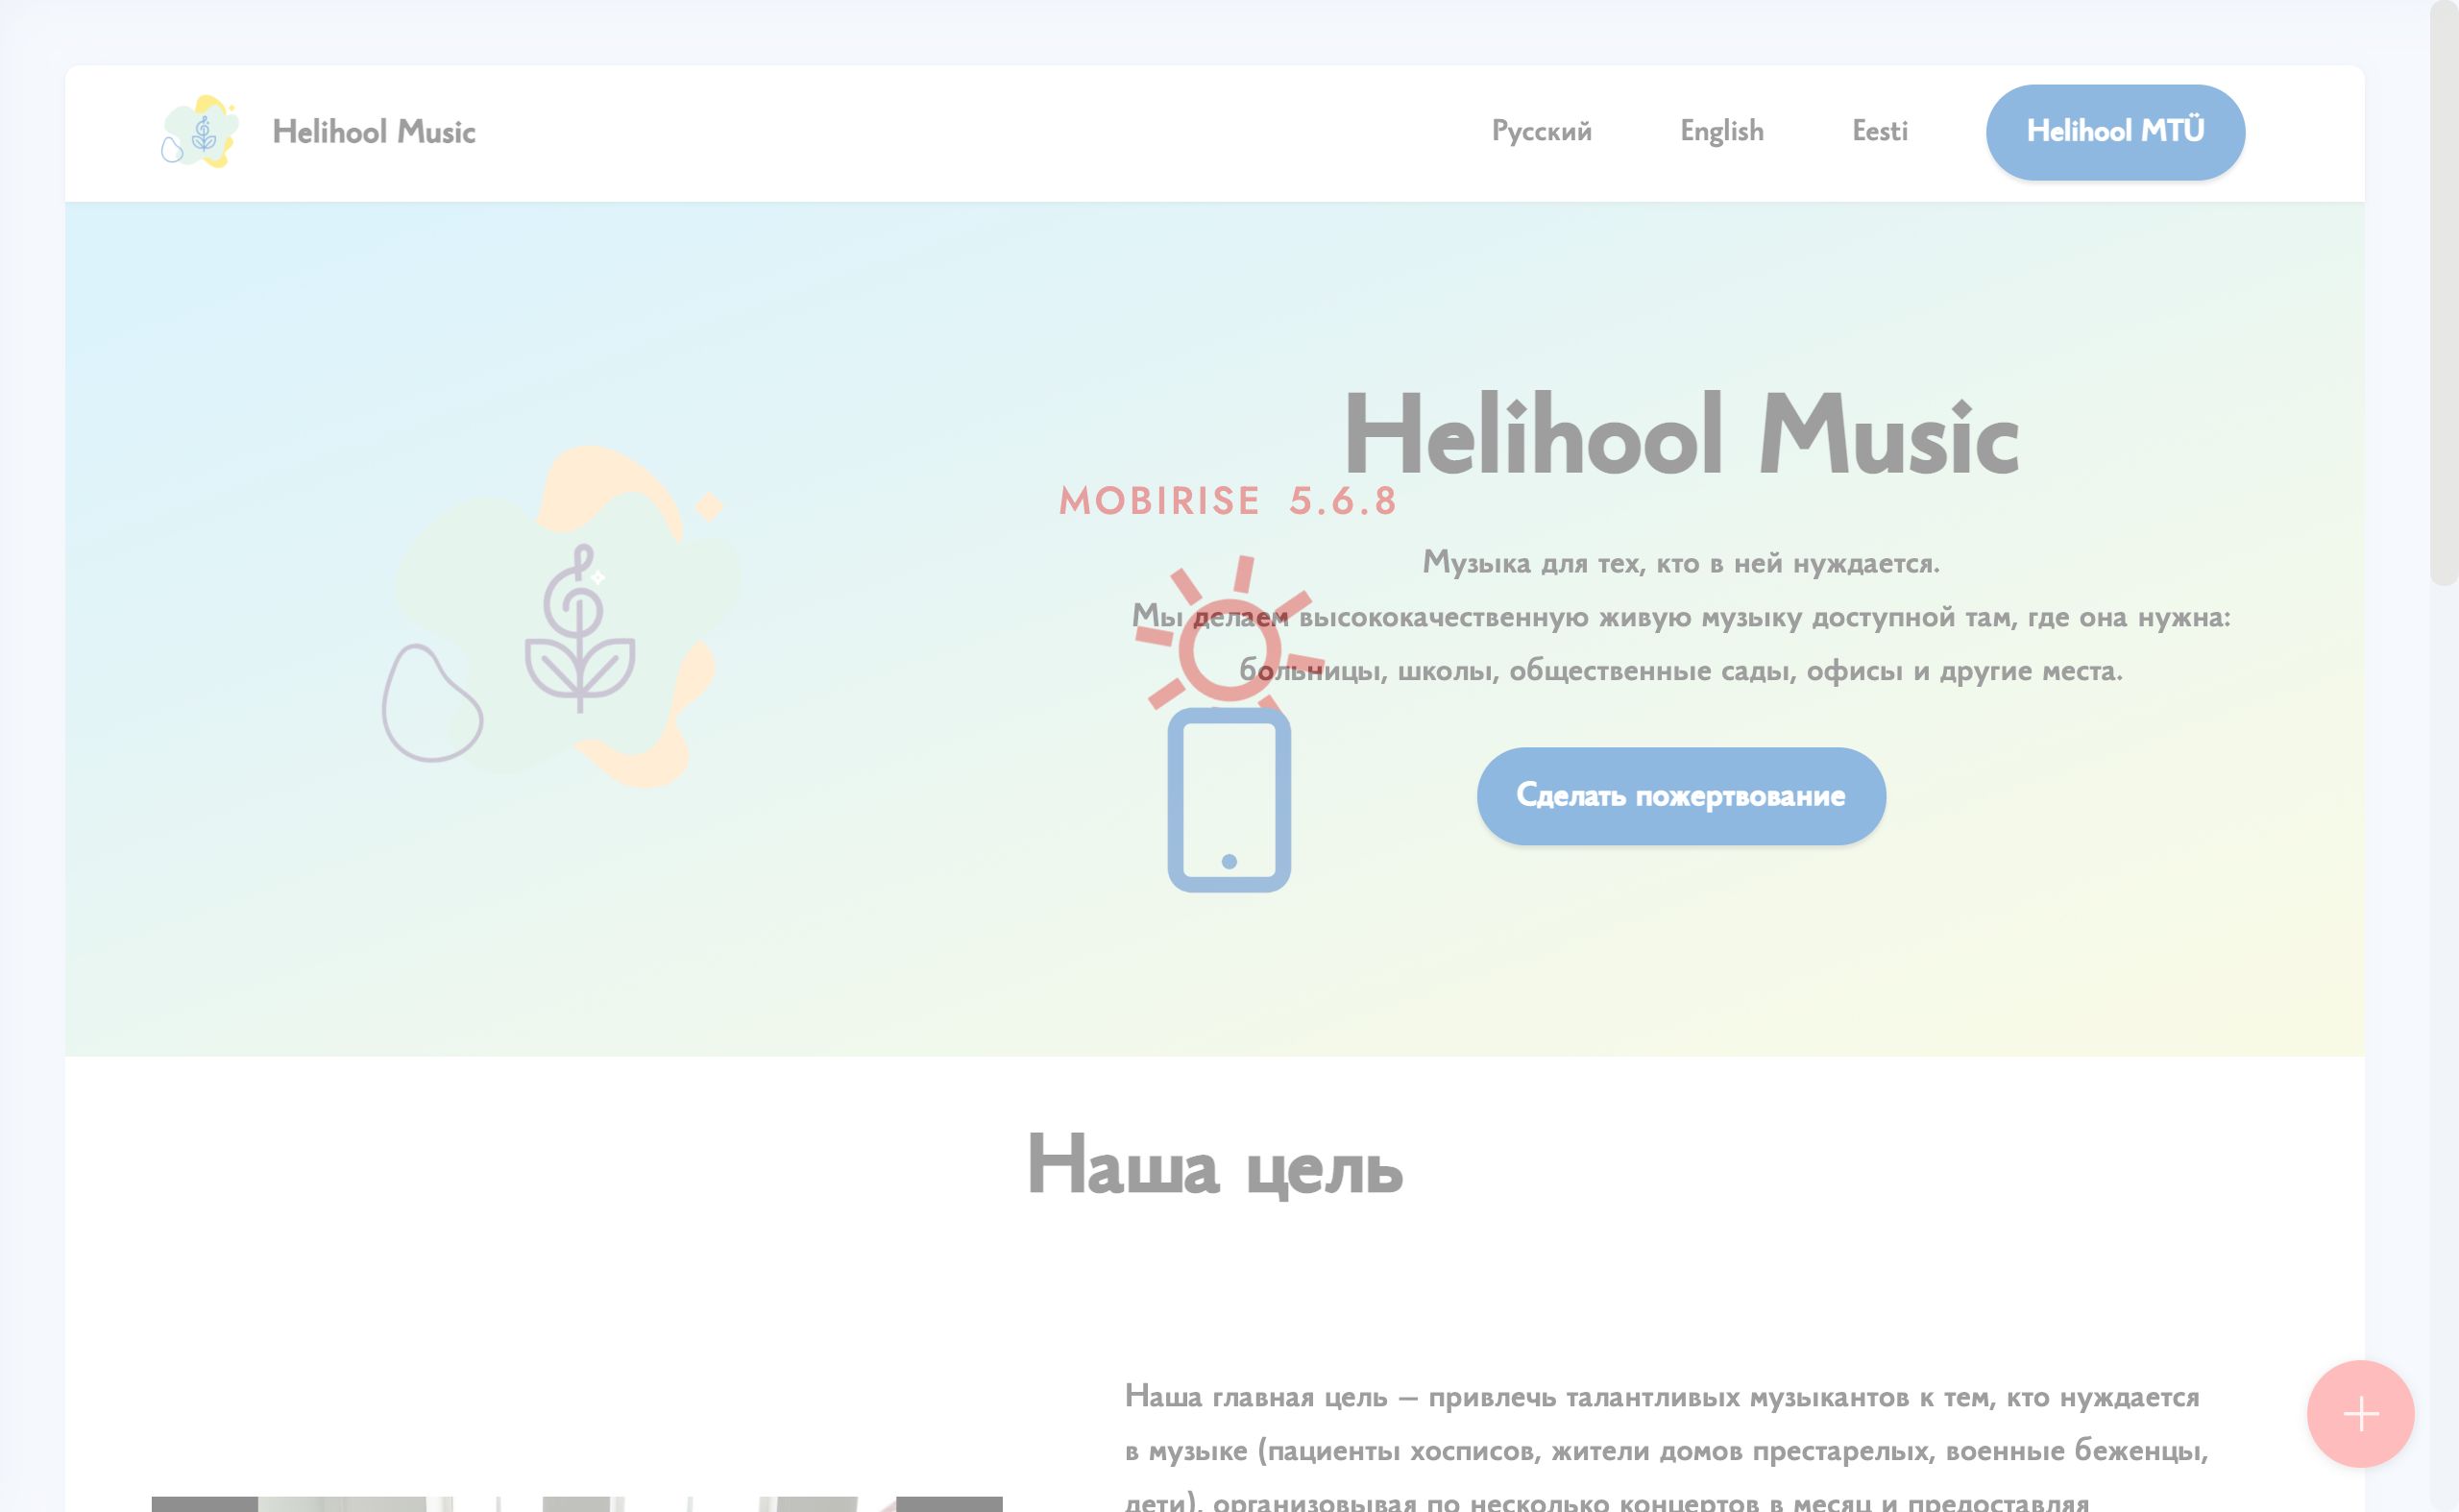 Helihool Music
Русский
English
Eesti
Helihool MTÜ
Helihool Music
MOBIRISE 5.6.8
Музыка для тех, кто в ней нуждается.
Мы делаем высококачественную живую музыку доступной там, где она нужна:
больницы, школы, общественные сады, офисы и другие места.
Сделать пожертвование
Наша цель
Наша главная цель — привлечь талантливых музыкантов к тем, кто нуждается
в музыке (пациенты хосписов, жители домов престарелых, военные беженцы,
дети), организовывая по несколько концертов в месяц и предоставляя